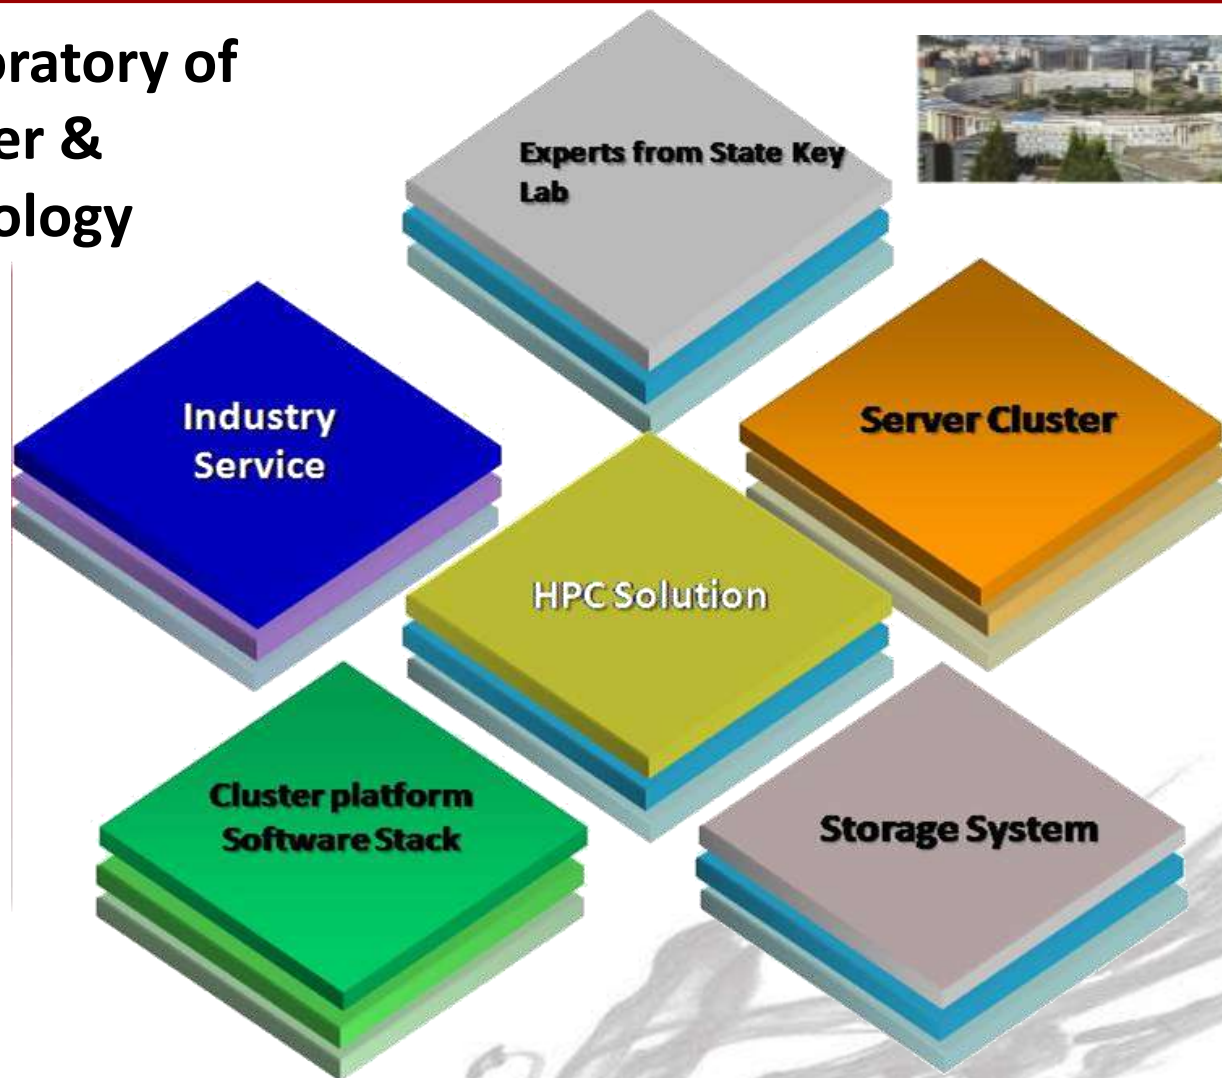 oratory of
er &
ology
Experts from State Key
Lab
Industry
Service
Server Cluster
HPC Solution
Cluster platform
Software Stack
Storage System